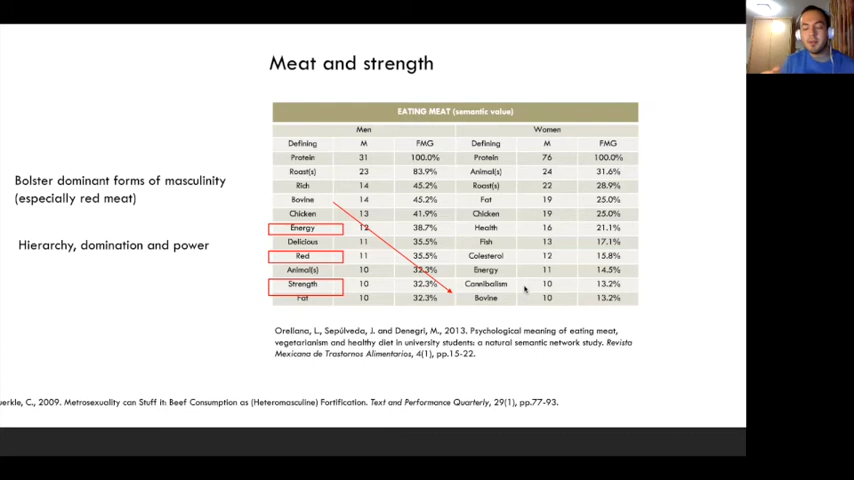 Meat and strength
Bolster dominant forms of masculinity
(especially red meat)
Hierarchy, domination and power
EATING MEAT (semantic value)
Men Women
Defining M FMG Defining M FMG
Protein 31 100.0% Protein 76 100.0%
Roast(s) 23 83.9% Animal(s) 24 31.6%
Rich 14 45.2% Roast(s) 22 28.9%
Bovine 14 45.2% Fat 19 25.0%
Chicken 13 41.9% Chicken 19 25.0%
Energy 12 38.7% Health 16 21.1%
Delicious 11 35.5% Fish 13 17.1%
Red 11 35.5% Colesterol 12 15.8%
Animal(s) 10 32.3% Energy 11 14.5%
Strength 10 32.3% Cannibalism 10 13.2%
Fat 10 32.3% Bovine 10 13.2%
Orellana, L., Sepúlveda, J. and Denegri, M., 2013. Psychological meaning of eating meat,
vegetarianism and healthy diet in university students: a natural semantic network study. Revista
Mexicana de Trastornos Alimentarios, 4(1), pp.15-22.
uerkle, C., 2009. Metrosexuality can Stuff it: Beef Consumption as (Heteromasculine) Fortification. Text and Performance Quarterly, 29(1), pp.77-93.